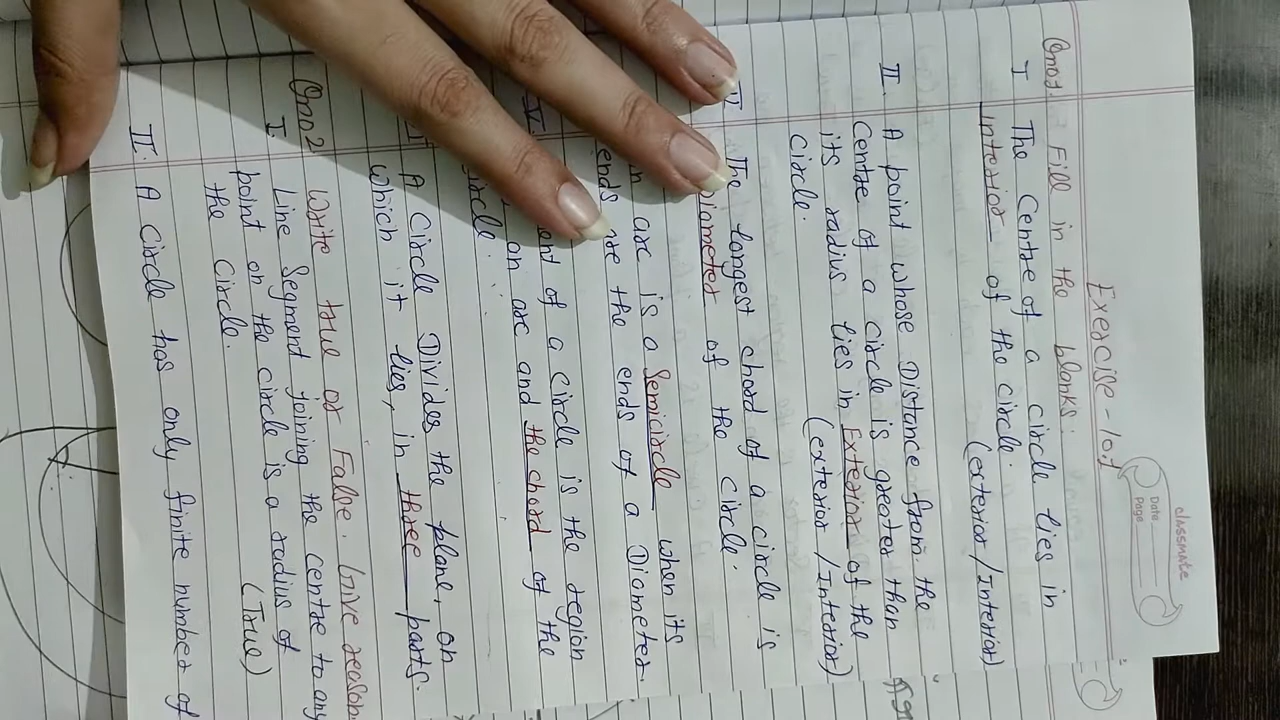 classmate
Date
Page
Exercise - 10.1
Qno1 Fill in the blanks:
I The Centre of a circle lies in
interior of the circle. (exterior/Interior)
II A point whose Distance from the
Centre of a circle is greater than
its radius lies in Exterior of the
circle. (exterior / Interior)
The longest chord of a circle is
Diameter of the circle.
arc is a Semicircle when its
ends are the ends of a Diameter.
of a circle is the region
an arc and the chord of the
circle.
A Circle Divides the plane, on
which it lies, in three parts.
Qno2 Write true or False. Give reason
I. Line Segment joining the centre to any
point on the circle is a radius of
the circle. (True)
II. A Circle has only finite number of